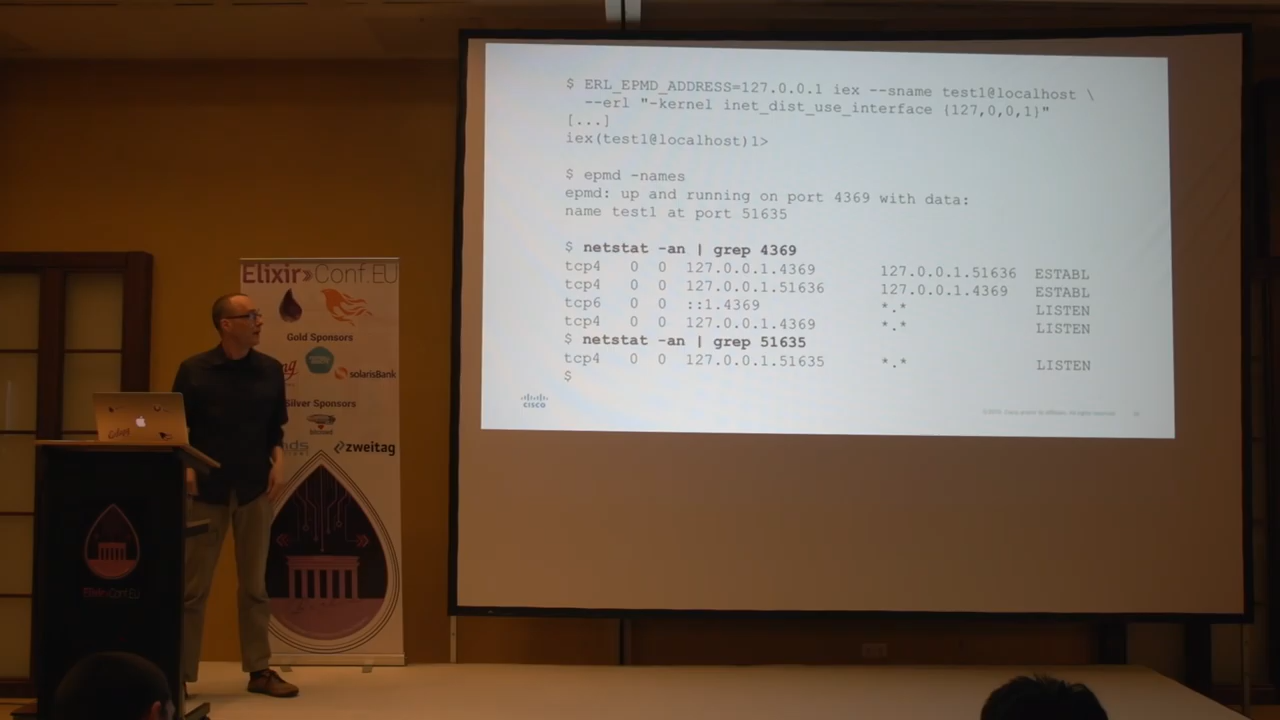 $ ERL_EPMD_ADDRESS=127.0.0.1 iex --sname test1@localhost \
--erl "-kernel inet_dist_use_interface {127,0,0,1}"
[...]
iex(test1@localhost)1>
$ epmd -names
epmd: up and running on port 4369 with data:
name test1 at port 51635
$ netstat -an | grep 4369
tcp4 0 0 127.0.0.1.4369 127.0.0.1.51636 ESTABL
tcp4 0 0 127.0.0.1.51636 127.0.0.1.4369 ESTABL
tcp6 0 0 ::1.4369 *.* LISTEN
tcp4 0 0 127.0.0.1.4369 *.* LISTEN
$ netstat -an | grep 51635
tcp4 0 0 127.0.0.1.51635 *.* LISTEN
$
CISCO
ElixirConf.EU
Gold Sponsors
solarisBank
Silver Sponsors
zweitag
ElixirConf.EU